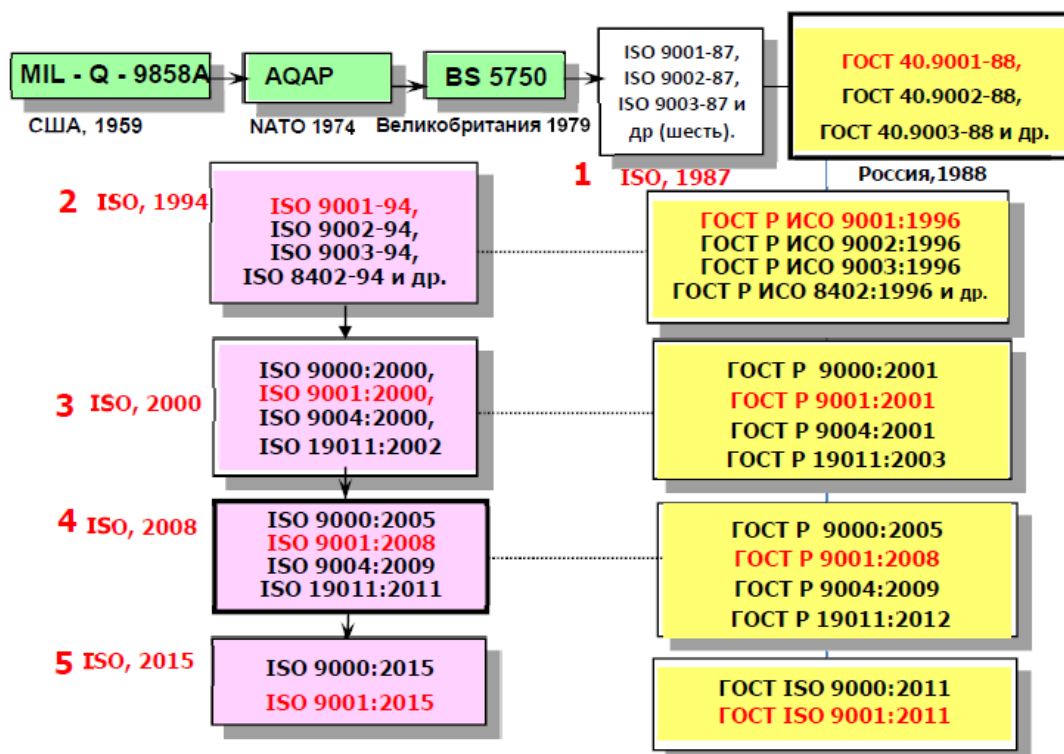 MIL - Q - 9858A
США, 1959
AQAP
NATO 1974
BS 5750
Великобритания 1979
ISO 9001-87,
ISO 9002-87,
ISO 9003-87 и
др (шесть).
1 ISO, 1987
ГОСТ 40.9001-88,
ГОСТ 40.9002-88,
ГОСТ 40.9003-88 и др.
Россия,1988
2 ISO, 1994
ISO 9001-94,
ISO 9002-94,
ISO 9003-94,
ISO 8402-94 и др.
ГОСТ Р ИСО 9001:1996
ГОСТ Р ИСО 9002:1996
ГОСТ Р ИСО 9003:1996
ГОСТ Р ИСО 8402:1996 и др.
3 ISO, 2000
ISO 9000:2000,
ISO 9001:2000,
ISO 9004:2000,
ISO 19011:2002
ГОСТ Р 9000:2001
ГОСТ Р 9001:2001
ГОСТ Р 9004:2001
ГОСТ Р 19011:2003
4 ISO, 2008
ISO 9000:2005
ISO 9001:2008
ISO 9004:2009
ISO 19011:2011
ГОСТ Р 9000:2005
ГОСТ Р 9001:2008
ГОСТ Р 9004:2009
ГОСТ Р 19011:2012
5 ISO, 2015
ISO 9000:2015
ISO 9001:2015
ГОСТ ISO 9000:2011
ГОСТ ISO 9001:2011